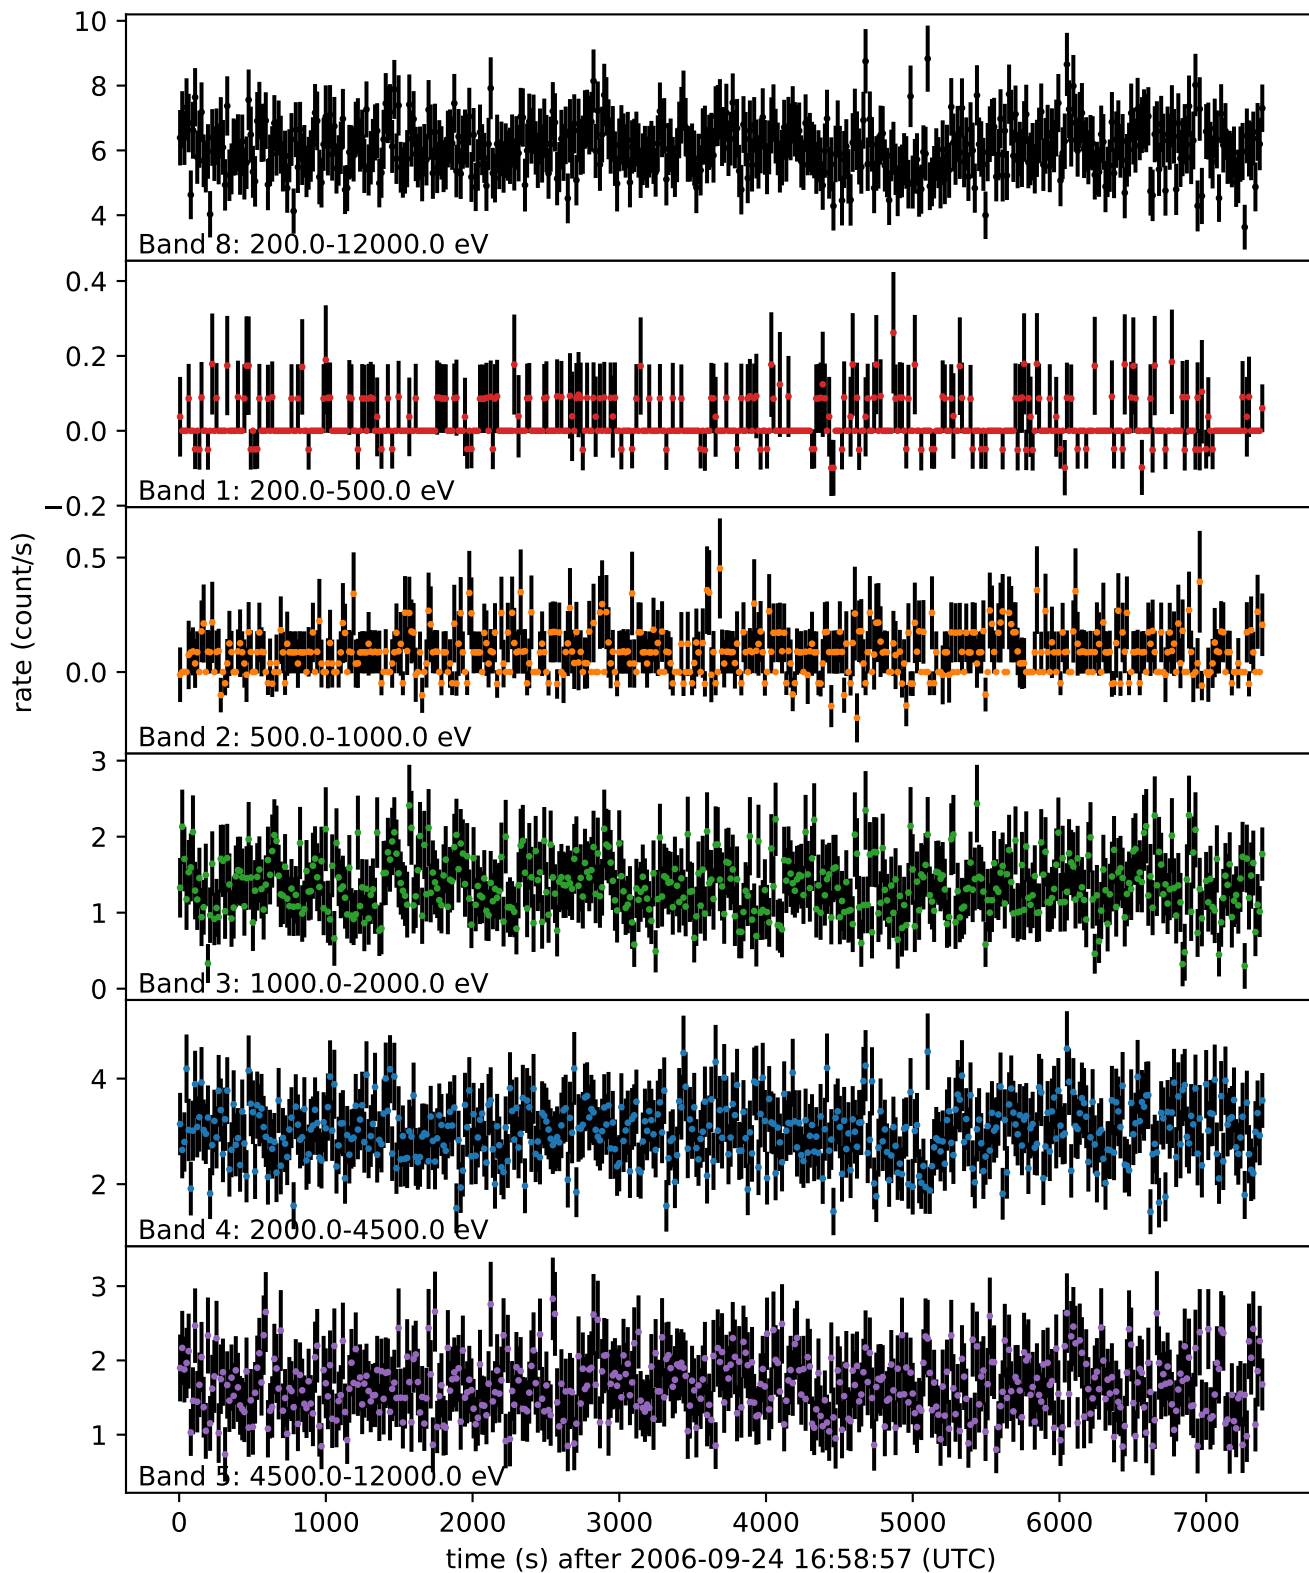 10
8
6
4
Band 8: 200.0-12000.0 eV
0.4
0.2
0.0
−0.2
Band 1: 200.0-500.0 eV
0.5
0.0
Band 2: 500.0-1000.0 eV
rate (count/s)
3
2
1
0
Band 3: 1000.0-2000.0 eV
4
2
Band 4: 2000.0-4500.0 eV
3
2
1
Band 5: 4500.0-12000.0 eV
0 1000 2000 3000 4000 5000 6000 7000
time (s) after 2006-09-24 16:58:57 (UTC)